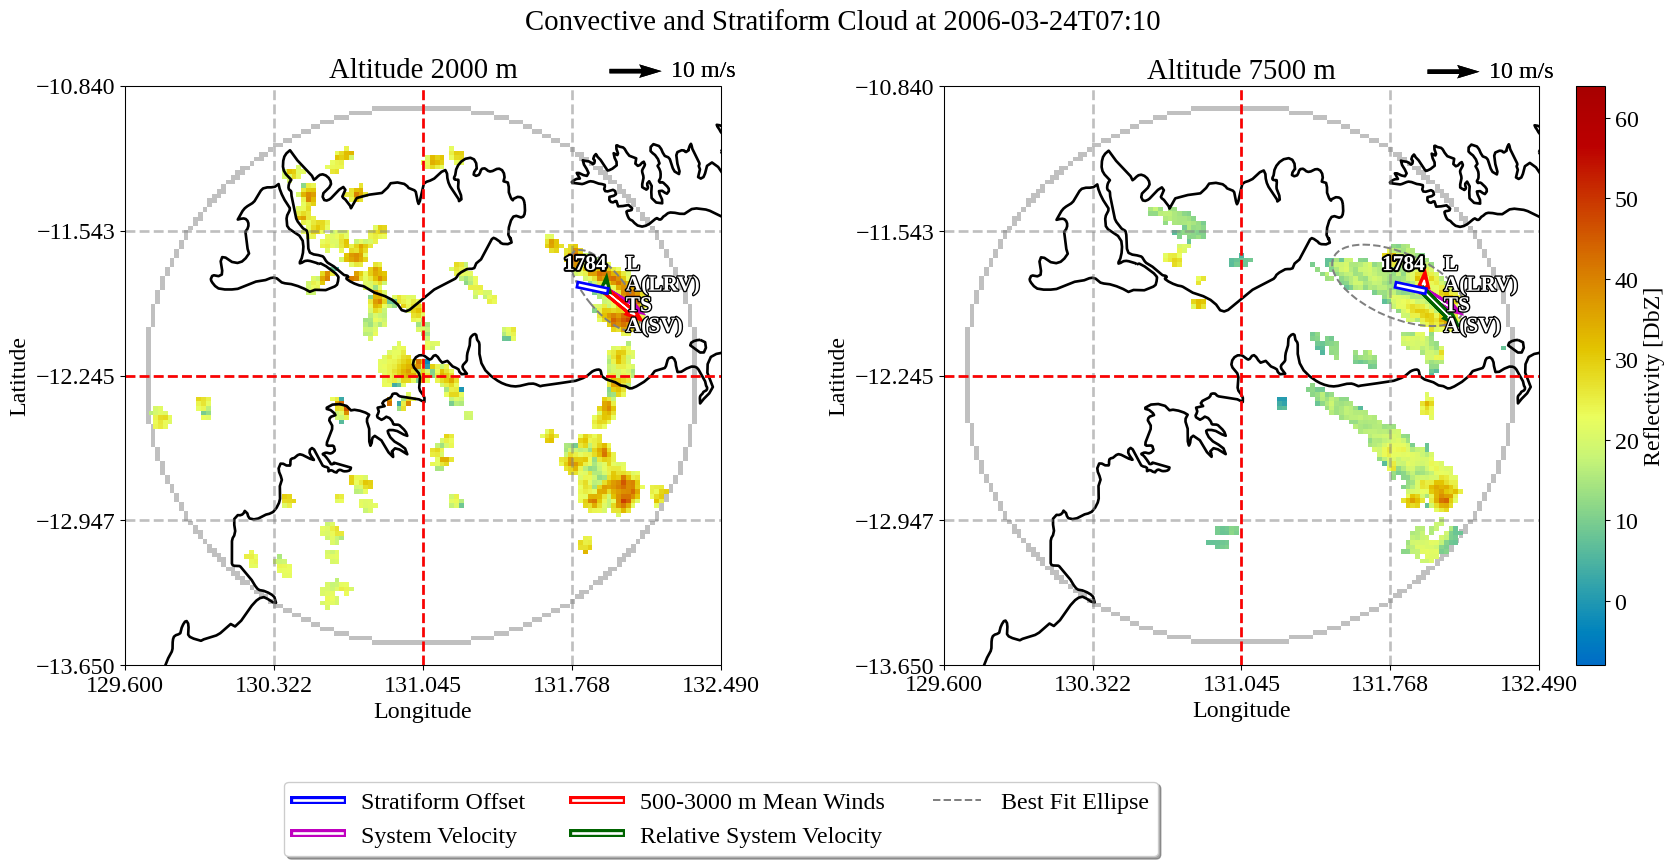 Convective and Stratiform Cloud at 2006-03-24T07:10
Altitude 2000 m
10 m/s
−10.840
−11.543
−12.245
−12.947
−13.650
Latitude
1784
L
A(LRV)
TS
A(SV)
129.600
130.322
131.045
131.768
132.490
Longitude
Altitude 7500 m
10 m/s
−10.840
−11.543
−12.245
−12.947
−13.650
Latitude
1784
L
A(LRV)
TS
A(SV)
129.600
130.322
131.045
131.768
132.490
Longitude
60
50
40
30
20
10
0
Reflectivity [DbZ]
Stratiform Offset
System Velocity
500-3000 m Mean Winds
Relative System Velocity
Best Fit Ellipse